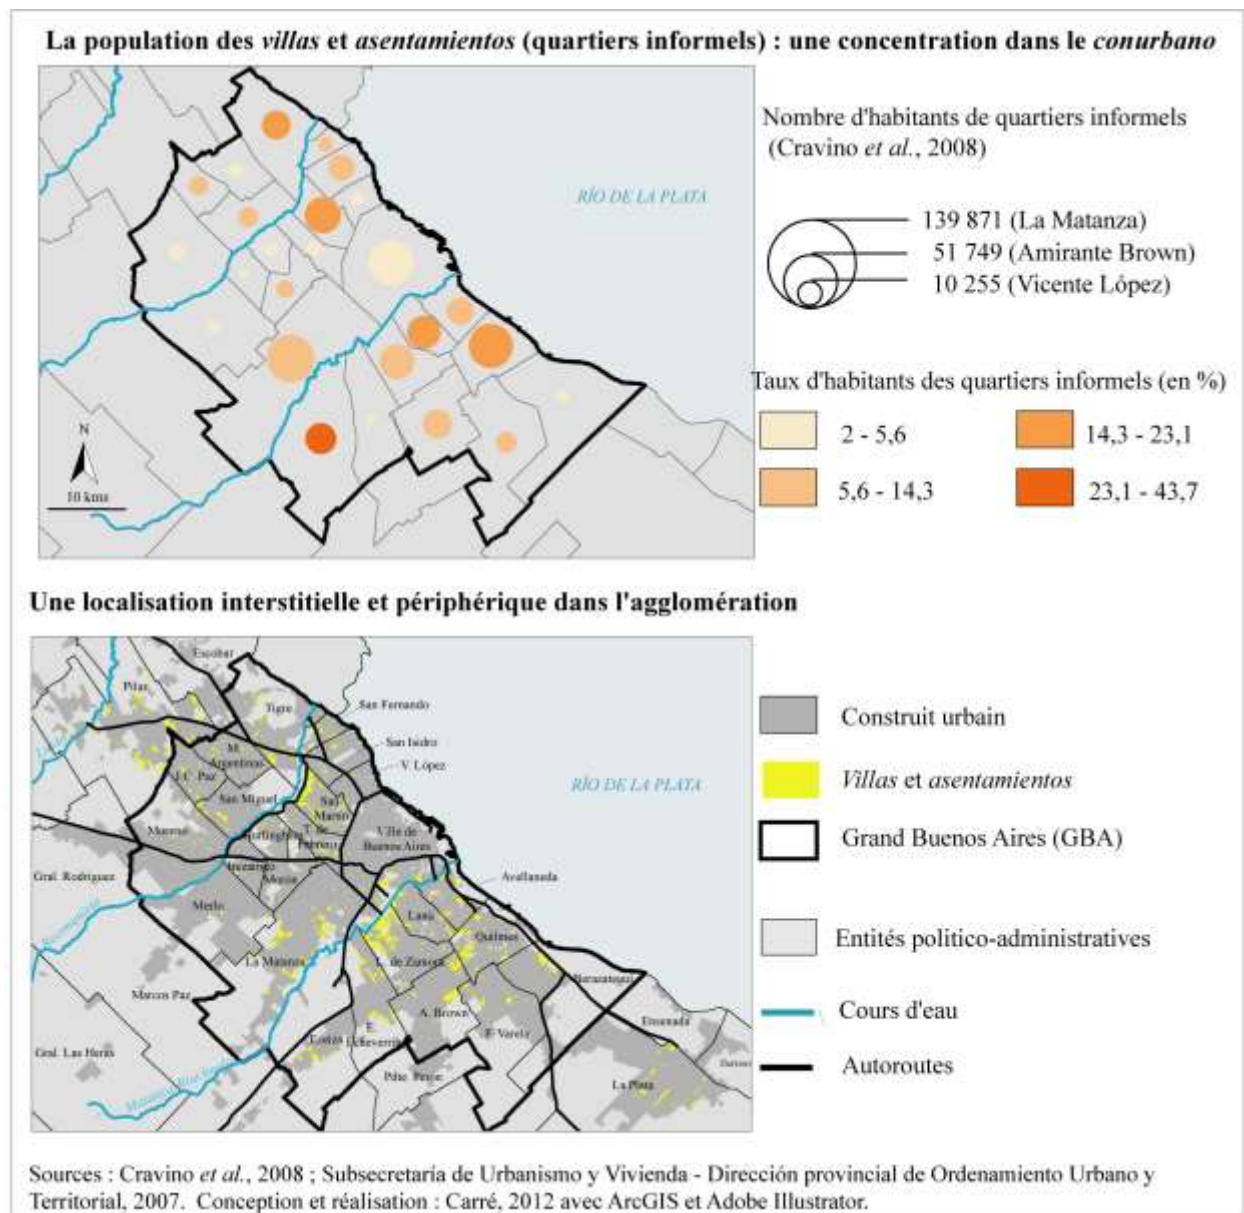 La population des villas et asentamientos (quartiers informels) : une concentration dans le conurbano
RÍO DE LA PLATA
N
10 kms
Nombre d'habitants de quartiers informels
(Cravino et al., 2008)
139 871 (La Matanza)
51 749 (Amirante Brown)
10 255 (Vicente López)
Taux d'habitants des quartiers informels (en %)
2 - 5,6
14,3 - 23,1
5,6 - 14,3
23,1 - 43,7
Une localisation interstitielle et périphérique dans l'agglomération
Escobar
Pilar
Tigre
San Fernando
San Isidro
V. López
M. Argentinas
J.C. Paz
San Miguel
San Martín
RÍO DE LA PLATA
Moreno
Ville de
Buenos Aires
Gral. Rodriguez
Morón
Avellaneda
Merlo
Lanú
Quilmes
La Matanza
L. de Zamora
Berazategui
Marcos Paz
A. Brown
F. Varela
Ensenada
Gral. Las Heras
E.
Echeverría
Pdte. Perón
La Plata
Construit urbain
Villas et asentamientos
Grand Buenos Aires (GBA)
Entités politico-administratives
Cours d'eau
Autoroutes
Sources : Cravino et al., 2008 ; Subsecretaría de Urbanismo y Vivienda - Dirección provincial de Ordenamiento Urbano y
Territorial, 2007. Conception et réalisation : Carré, 2012 avec ArcGIS et Adobe Illustrator.